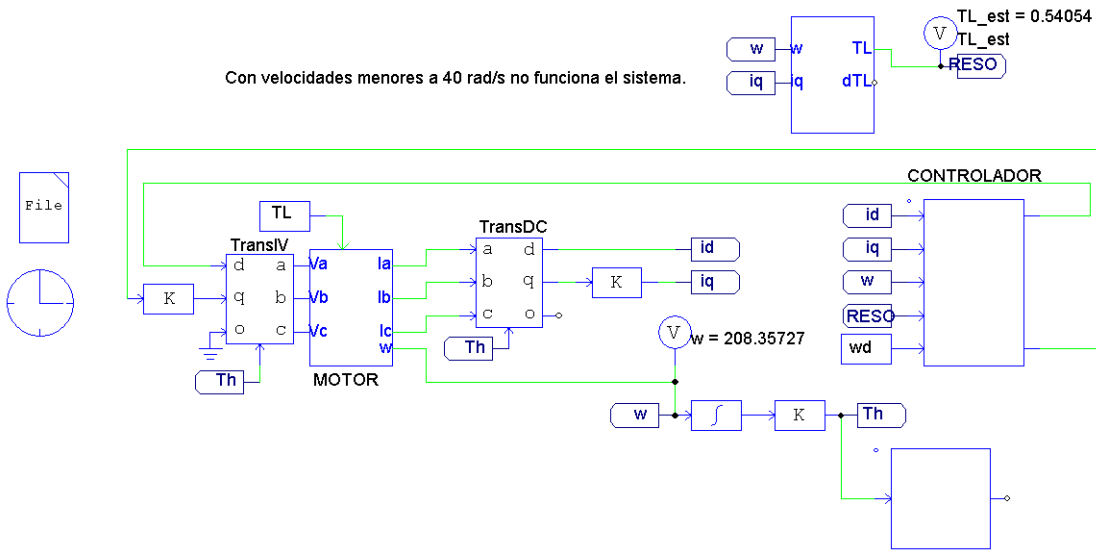 TL_est = 0.54054
TL_est
w
w
TL
RESO
iq
iq
dTL
V
Con velocidades menores a 40 rad/s no funciona el sistema.
File
CONTROLADOR
TL
TransIV
TransDC
id
iq
w
RESO
wd
d
a
Va
Ia
a
d
id
K
q
b
Vb
Ib
b
q
K
iq
o
c
Vc
Ic
c
o
w
Th
Th
MOTOR
V
w = 208.35727
w
∫
K
Th